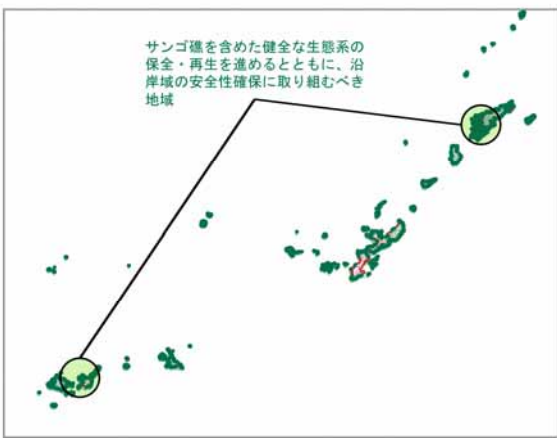 サンゴ礁を含めた健全な生態系の
保全・再生を進めるとともに、沿
岸域の安全性確保に取り組むべき
地域